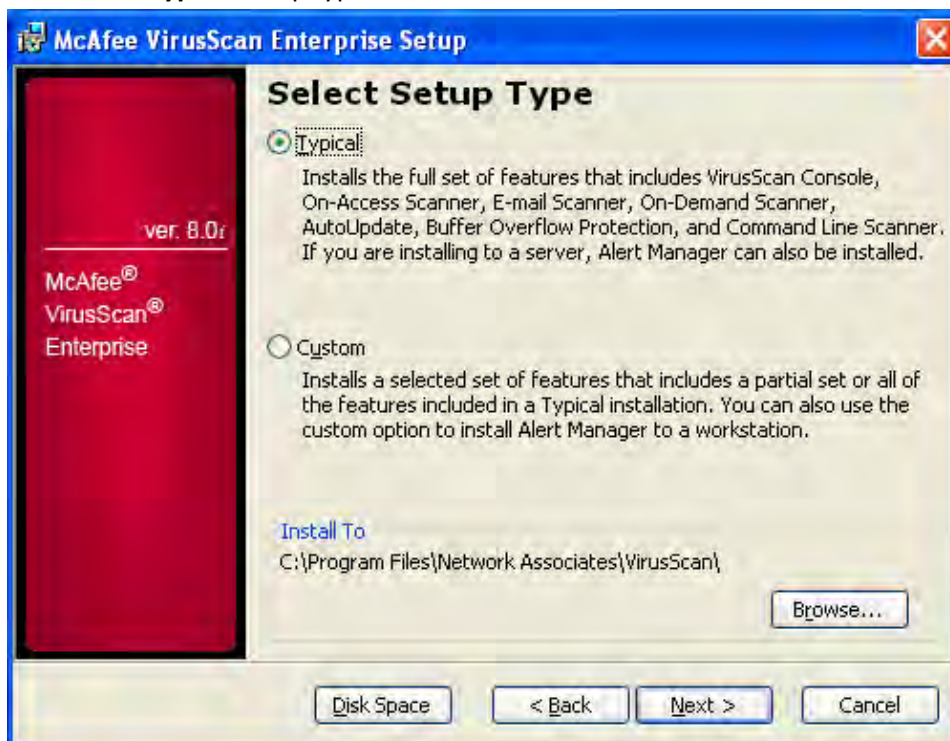 McAfee VirusScan Enterprise Setup
Select Setup Type
Typical
Installs the full set of features that includes VirusScan Console,
On-Access Scanner, E-mail Scanner, On-Demand Scanner,
AutoUpdate, Buffer Overflow Protection, and Command Line Scanner.
If you are installing to a server, Alert Manager can also be installed.
ver. 8.0i
McAfee®
VirusScan®
Enterprise
Custom
Installs a selected set of features that includes a partial set or all of
the features included in a Typical installation. You can also use the
custom option to install Alert Manager to a workstation.
Install To
C:\Program Files\Network Associates\VirusScan\
Browse...
Disk Space
< Back
Next >
Cancel